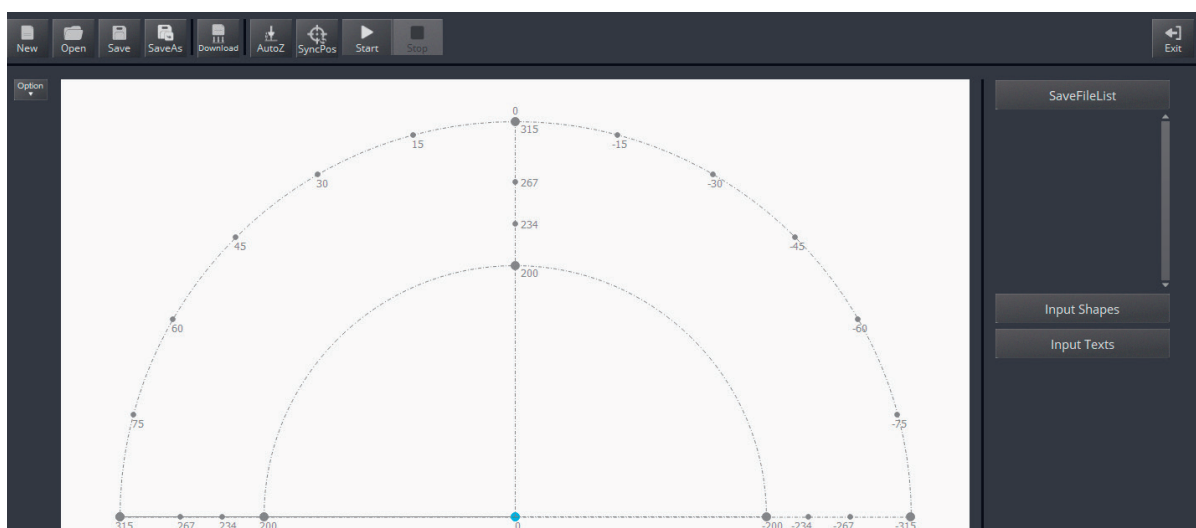 New Open Save SaveAs Download AutoZ SyncPos Start Stop Exit
Option
SaveFileList
0
315
15 -15
30 267 -30
234
45 -45
200
Input Shapes
60 -60
Input Texts
75 -75
315 267 234 200 0 -200 -234 -267 -315